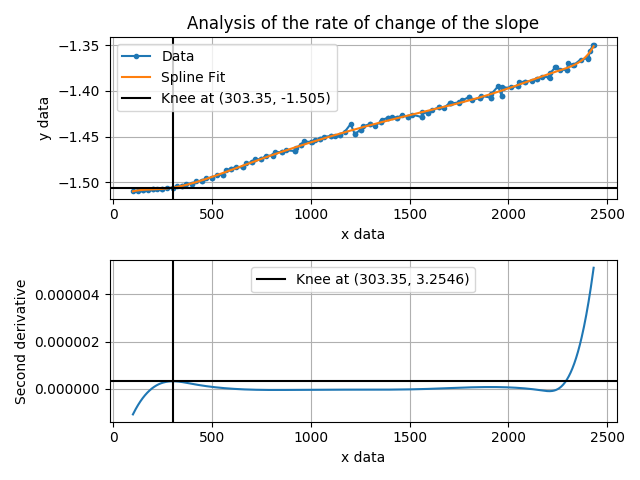 Analysis of the rate of change of the slope
−1.35
−1.40
−1.45
−1.50
y data
Data
Spline Fit
Knee at (303.35, -1.505)
0
500
1000
1500
2000
2500
x data
0.000004
0.000002
0.000000
Second derivative
Knee at (303.35, 3.2546)
0
500
1000
1500
2000
2500
x data